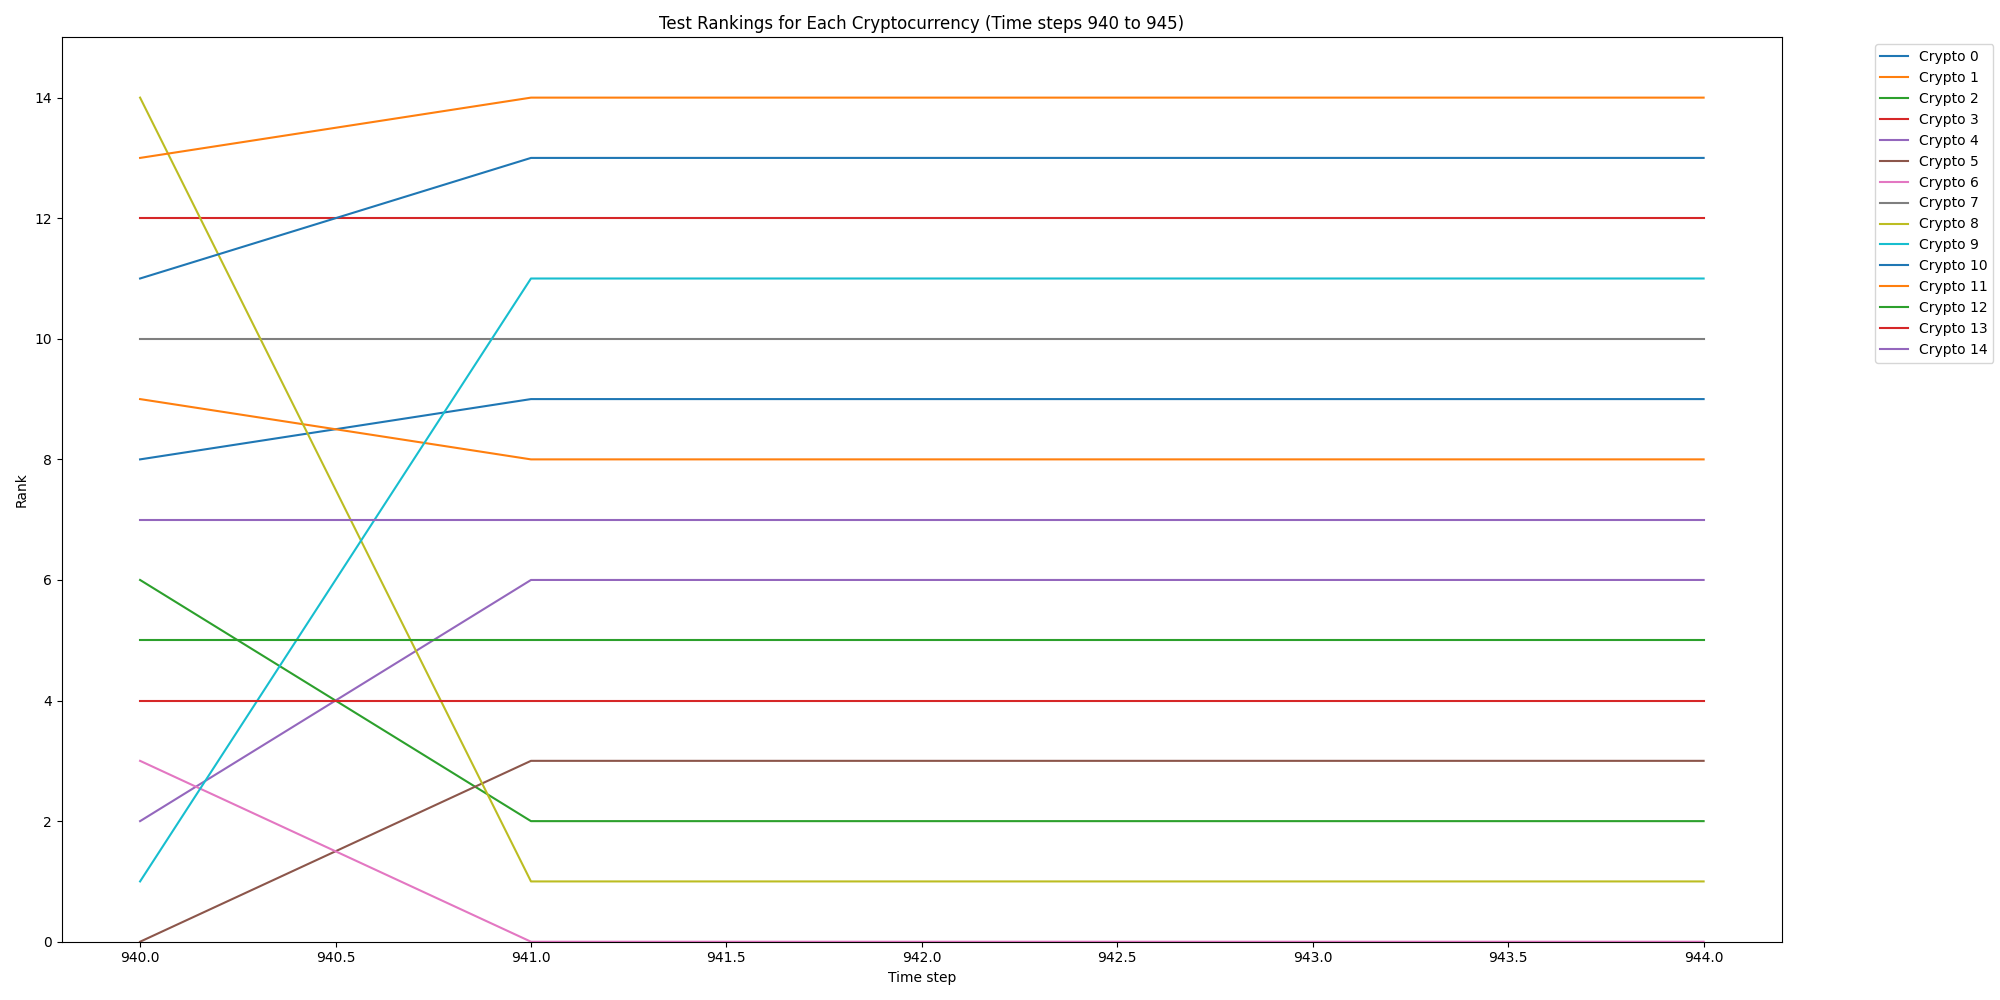 Test Rankings for Each Cryptocurrency (Time steps 940 to 945)
Rank
14
12
10
8
6
4
2
0
940.0 940.5 941.0 941.5 942.0 942.5 943.0 943.5 944.0
Time step
Crypto 0
Crypto 1
Crypto 2
Crypto 3
Crypto 4
Crypto 5
Crypto 6
Crypto 7
Crypto 8
Crypto 9
Crypto 10
Crypto 11
Crypto 12
Crypto 13
Crypto 14